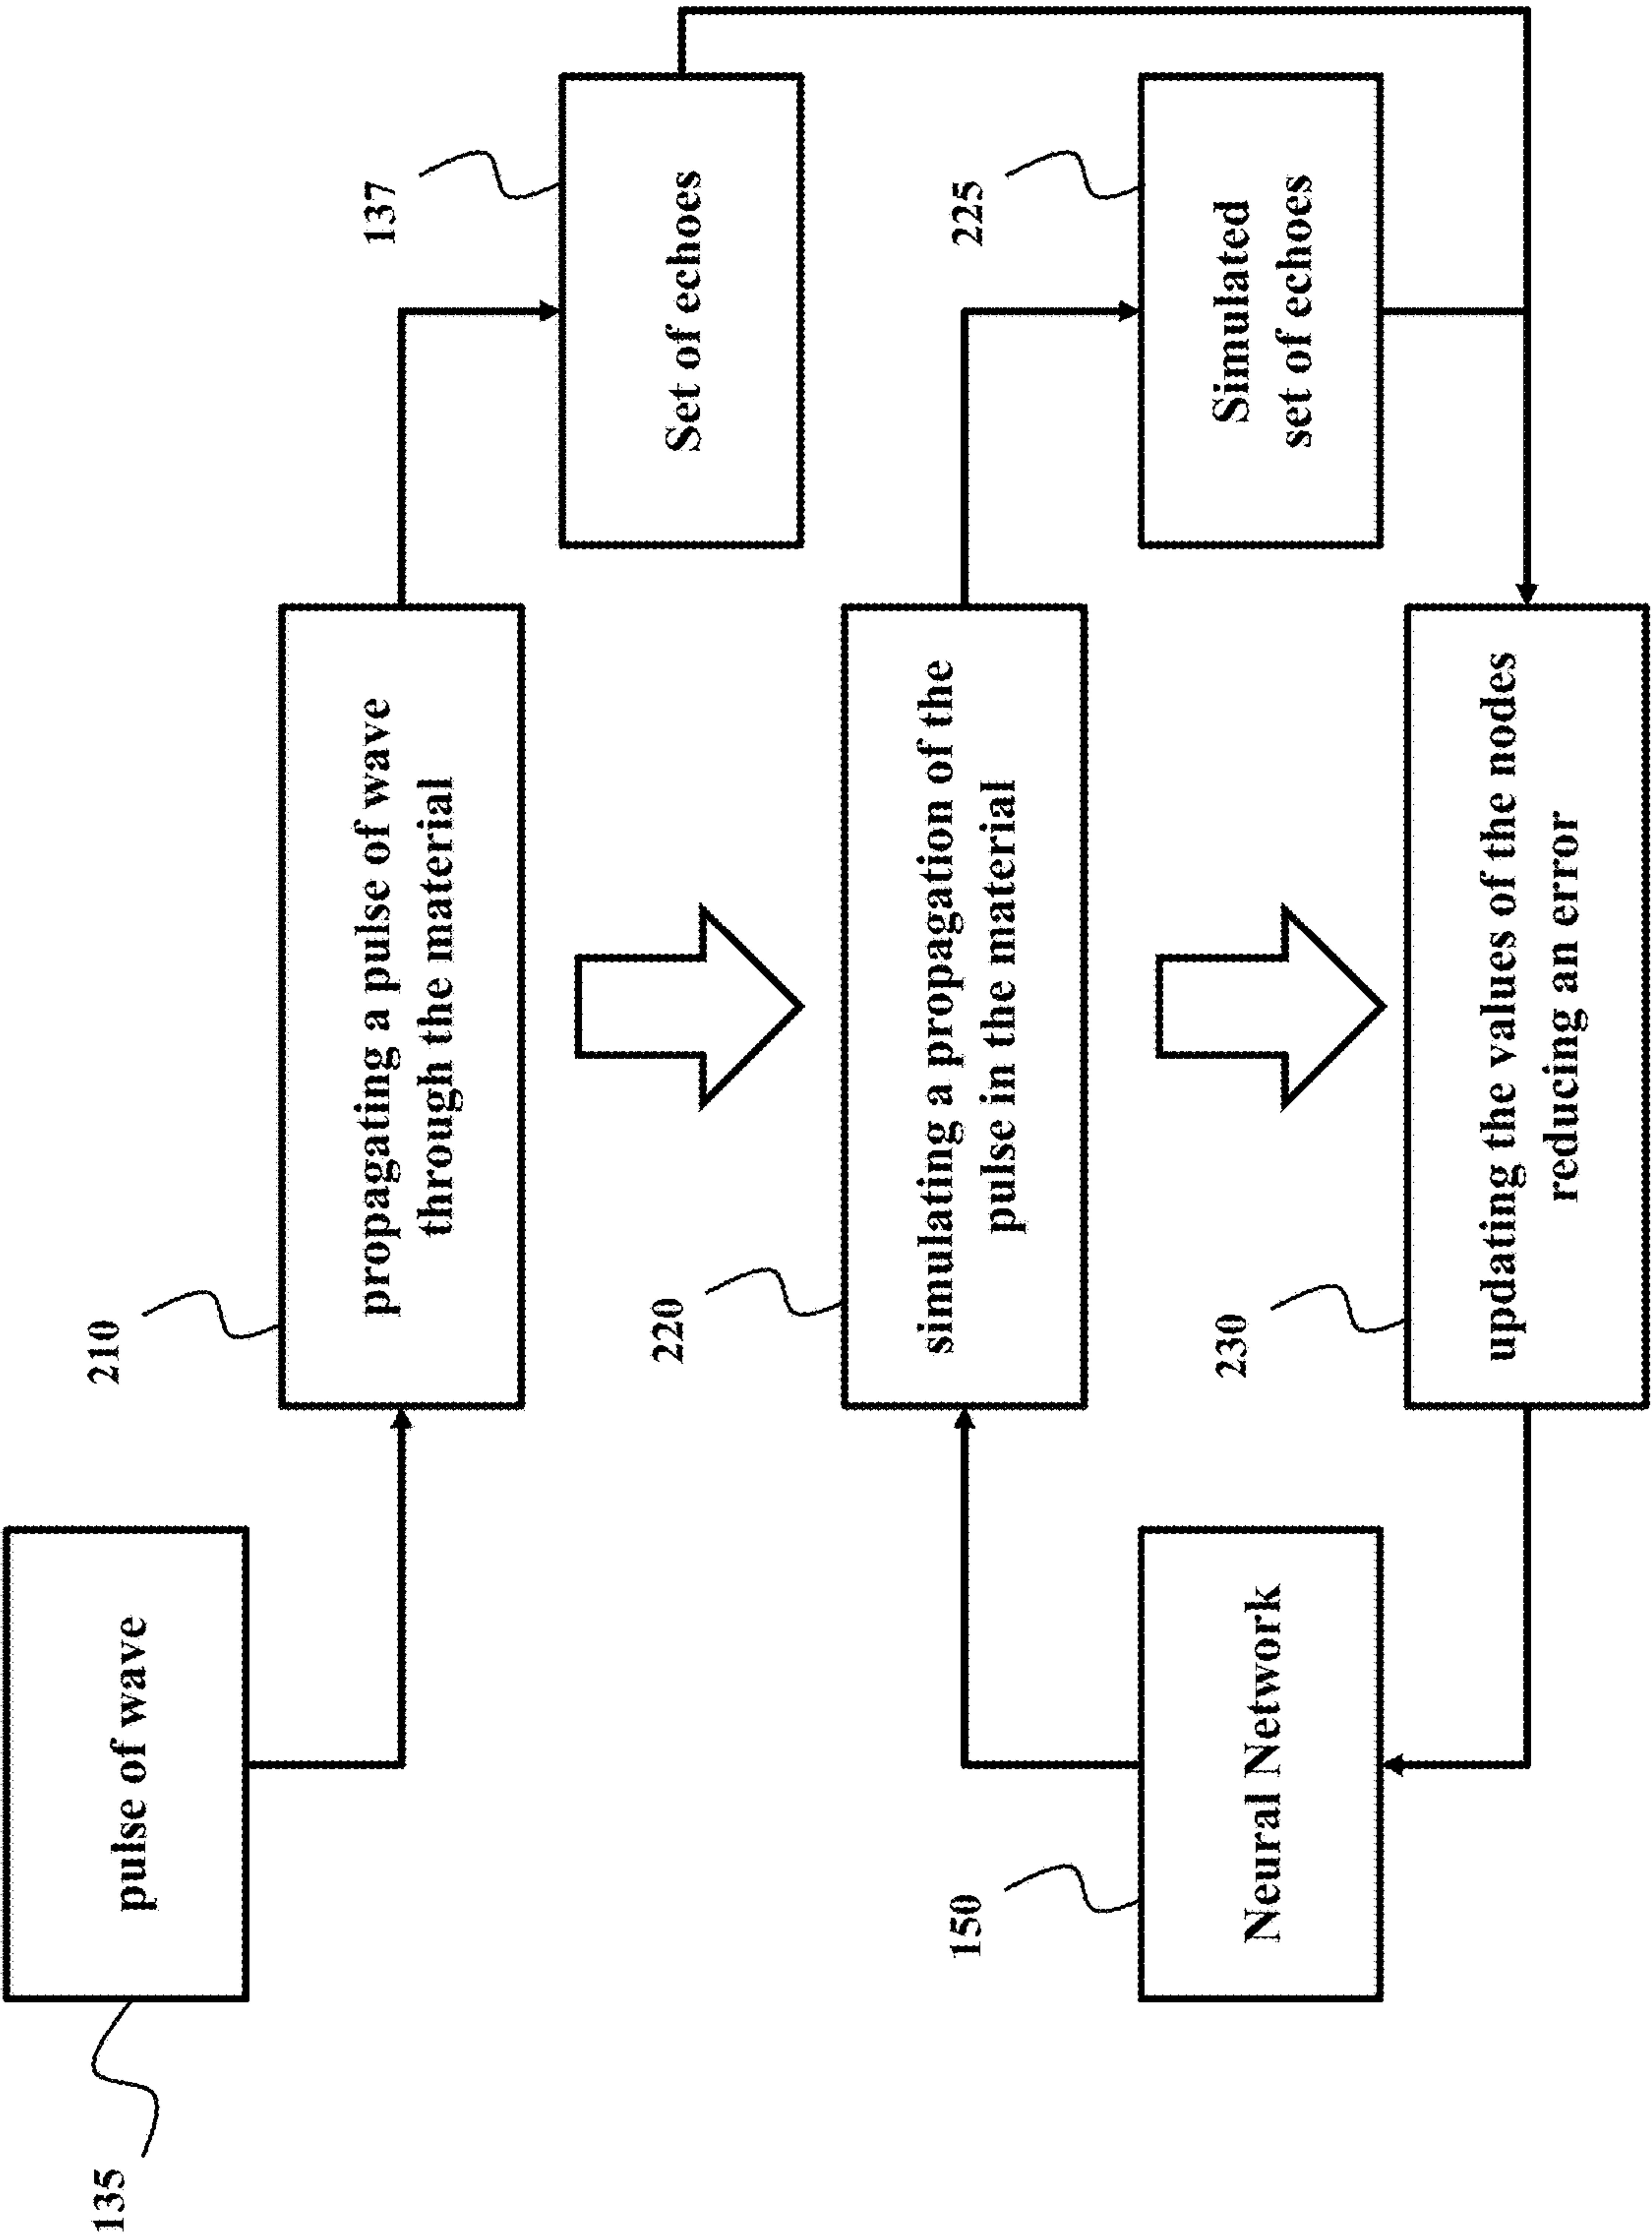 135
pulse of wave
210
propagating a pulse of wave
through the material
137
Set of echoes
220
simulating a propagation of the
pulse in the material
150
Neural Network
225
Simulated
set of echoes
230
updating the values of the nodes
reducing an error